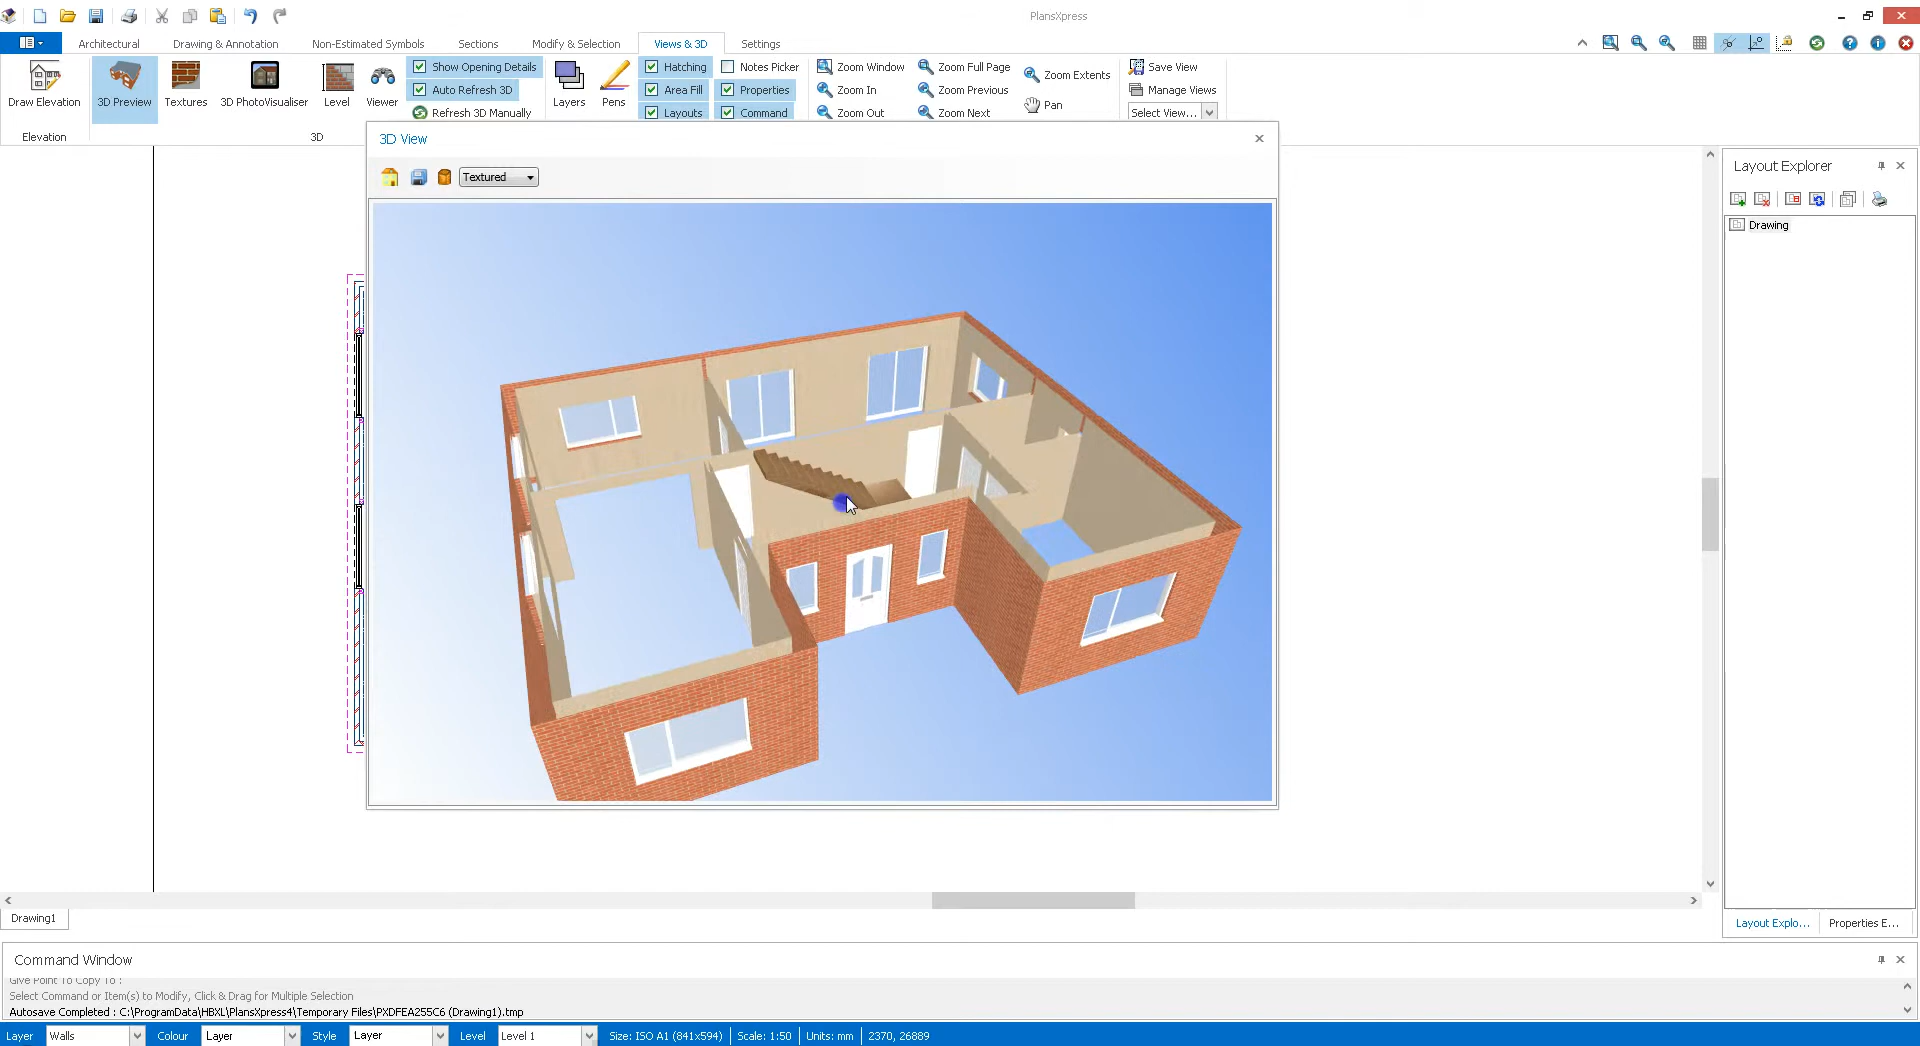 PlansXpress
Architectural
Drawing & Annotation
Non-Estimated Symbols
Sections
Modify & Selection
Views & 3D
Settings
Draw Elevation
3D Preview
Textures
3D PhotoVisualiser
Level
Viewer
Show Opening Details
Auto Refresh 3D
Refresh 3D Manually
Layers
Pens
Hatching
Area Fill
Layouts
Notes Picker
Properties
Command
Zoom Window
Zoom In
Zoom Out
Zoom Full Page
Zoom Previous
Zoom Next
Zoom Extents
Pan
Save View
Manage Views
Select View...
Elevation
3D
3D View
Textured
Layout Explorer
Drawing
Layout Explo...
Properties E...
Drawing1
Command Window
Give Point To Copy To :
Select Command or Item(s) to Modify, Click & Drag for Multiple Selection
Autosave Completed : C:\ProgramData\HBXL\PlansXpress4\Temporary Files\PXDFEA255C6 (Drawing1).tmp
Layer Walls Colour Layer Style Layer Level Level 1 Size: ISO A1 (841x594) Scale: 1:50 Units: mm 2370, 26889